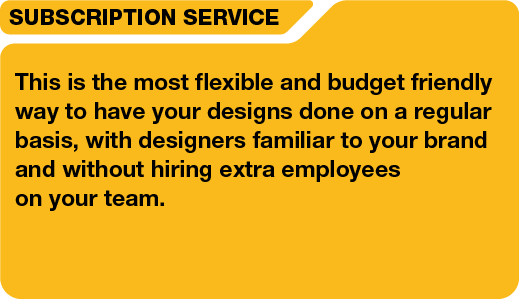 SUBSCRIPTION SERVICE
This is the most flexible and budget friendly
way to have your designs done on a regular
basis, with designers familiar to your brand
and without hiring extra employees
on your team.